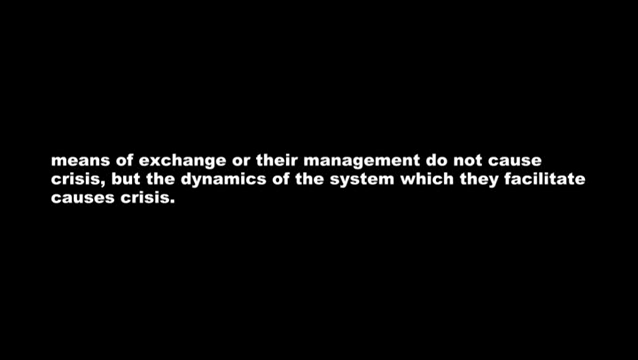 means of exchange or their management do not cause
crisis, but the dynamics of the system which they facilitate
causes crisis.